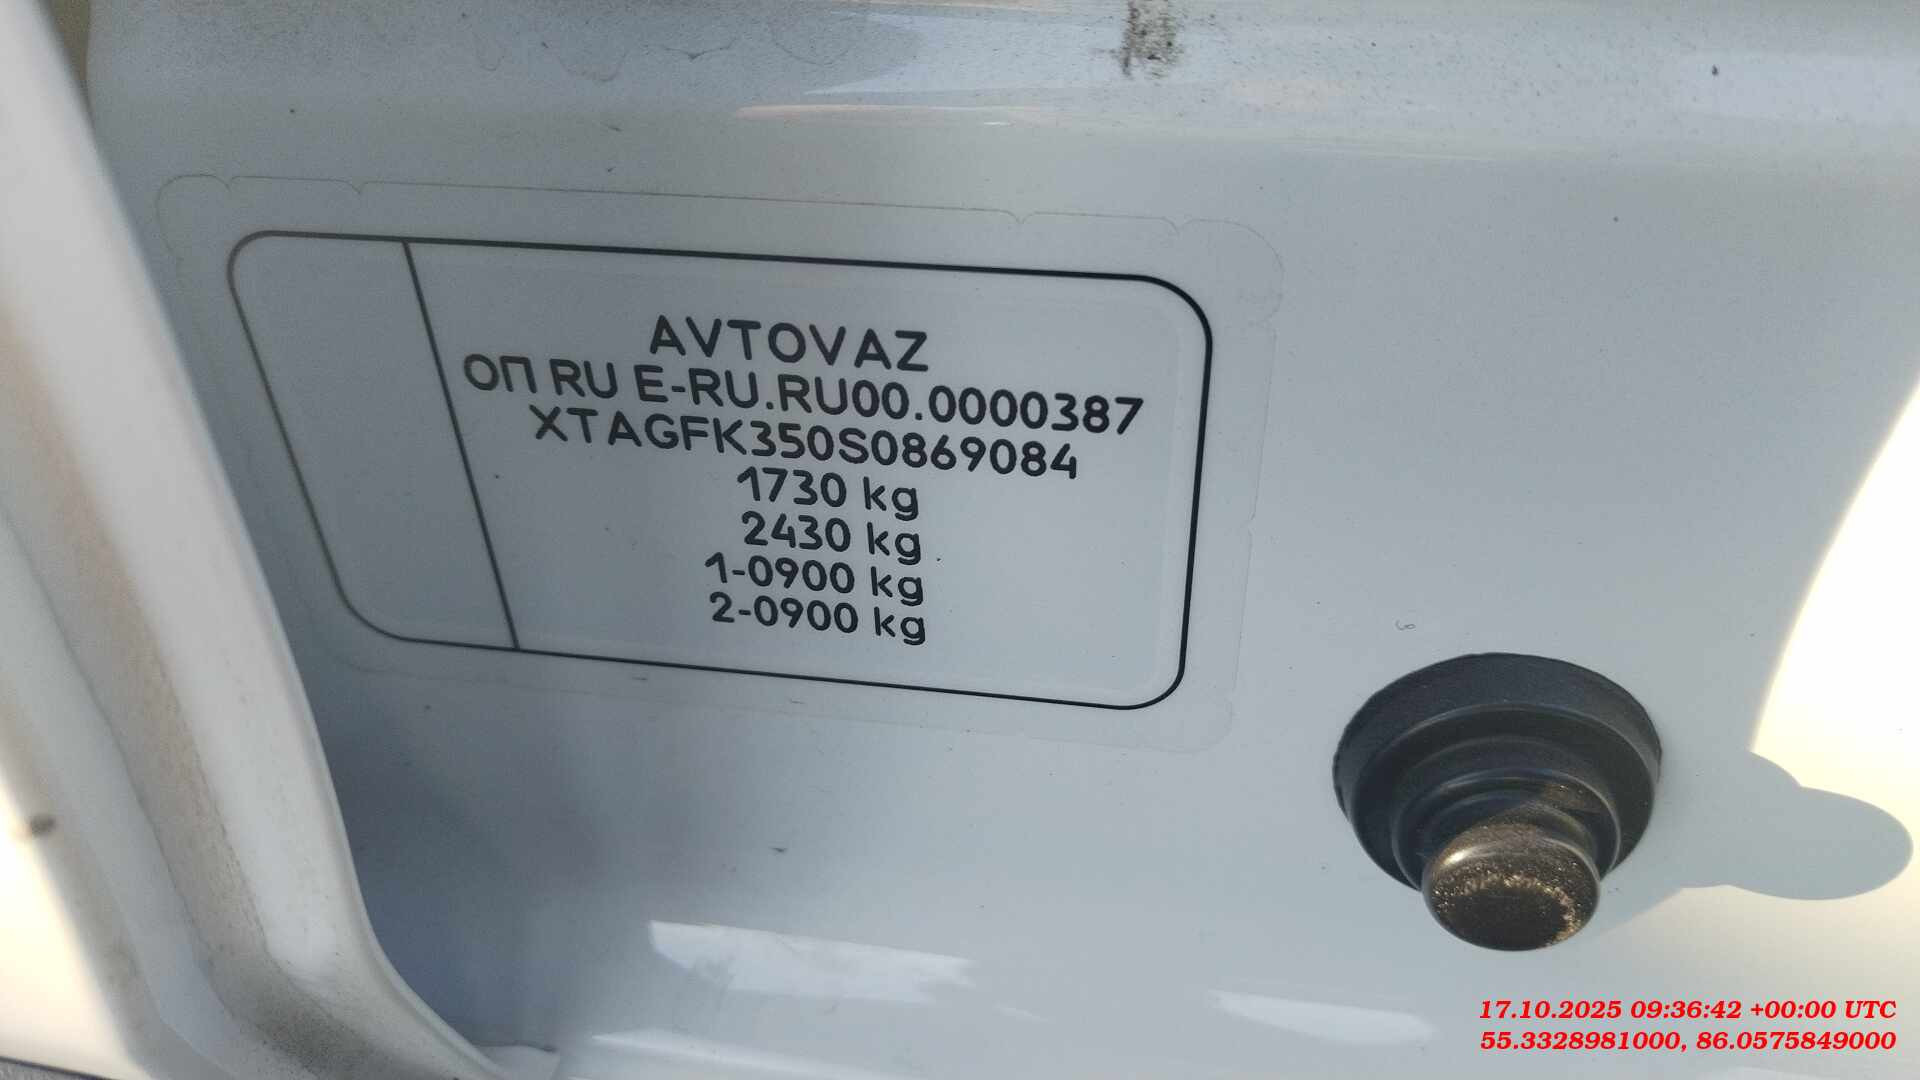 AVTOVAZ
ОП RU E-RU.RU00.0000387
XTAGFK350S0869084
1730 kg
2430 kg
1-0900 kg
2-0900 kg
17.10.2025 09:36:42 +00:00 UTC
55.3328981000, 86.0575849000